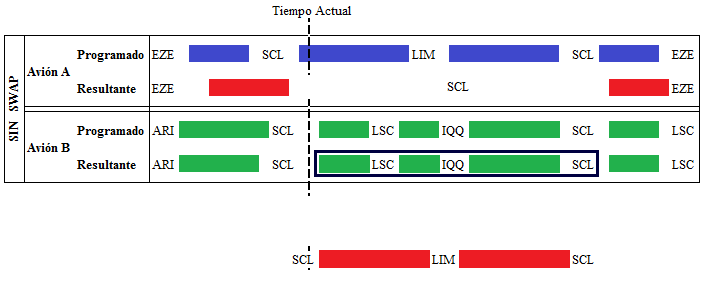 Tiempo Actual
SIN SWAP
Avión A
Programado EZE SCL LIM SCL EZE
Resultante EZE SCL EZE
Avión B
Programado ARI SCL LSC IQQ SCL LSC
Resultante ARI SCL LSC IQQ SCL LSC
SCL LIM SCL